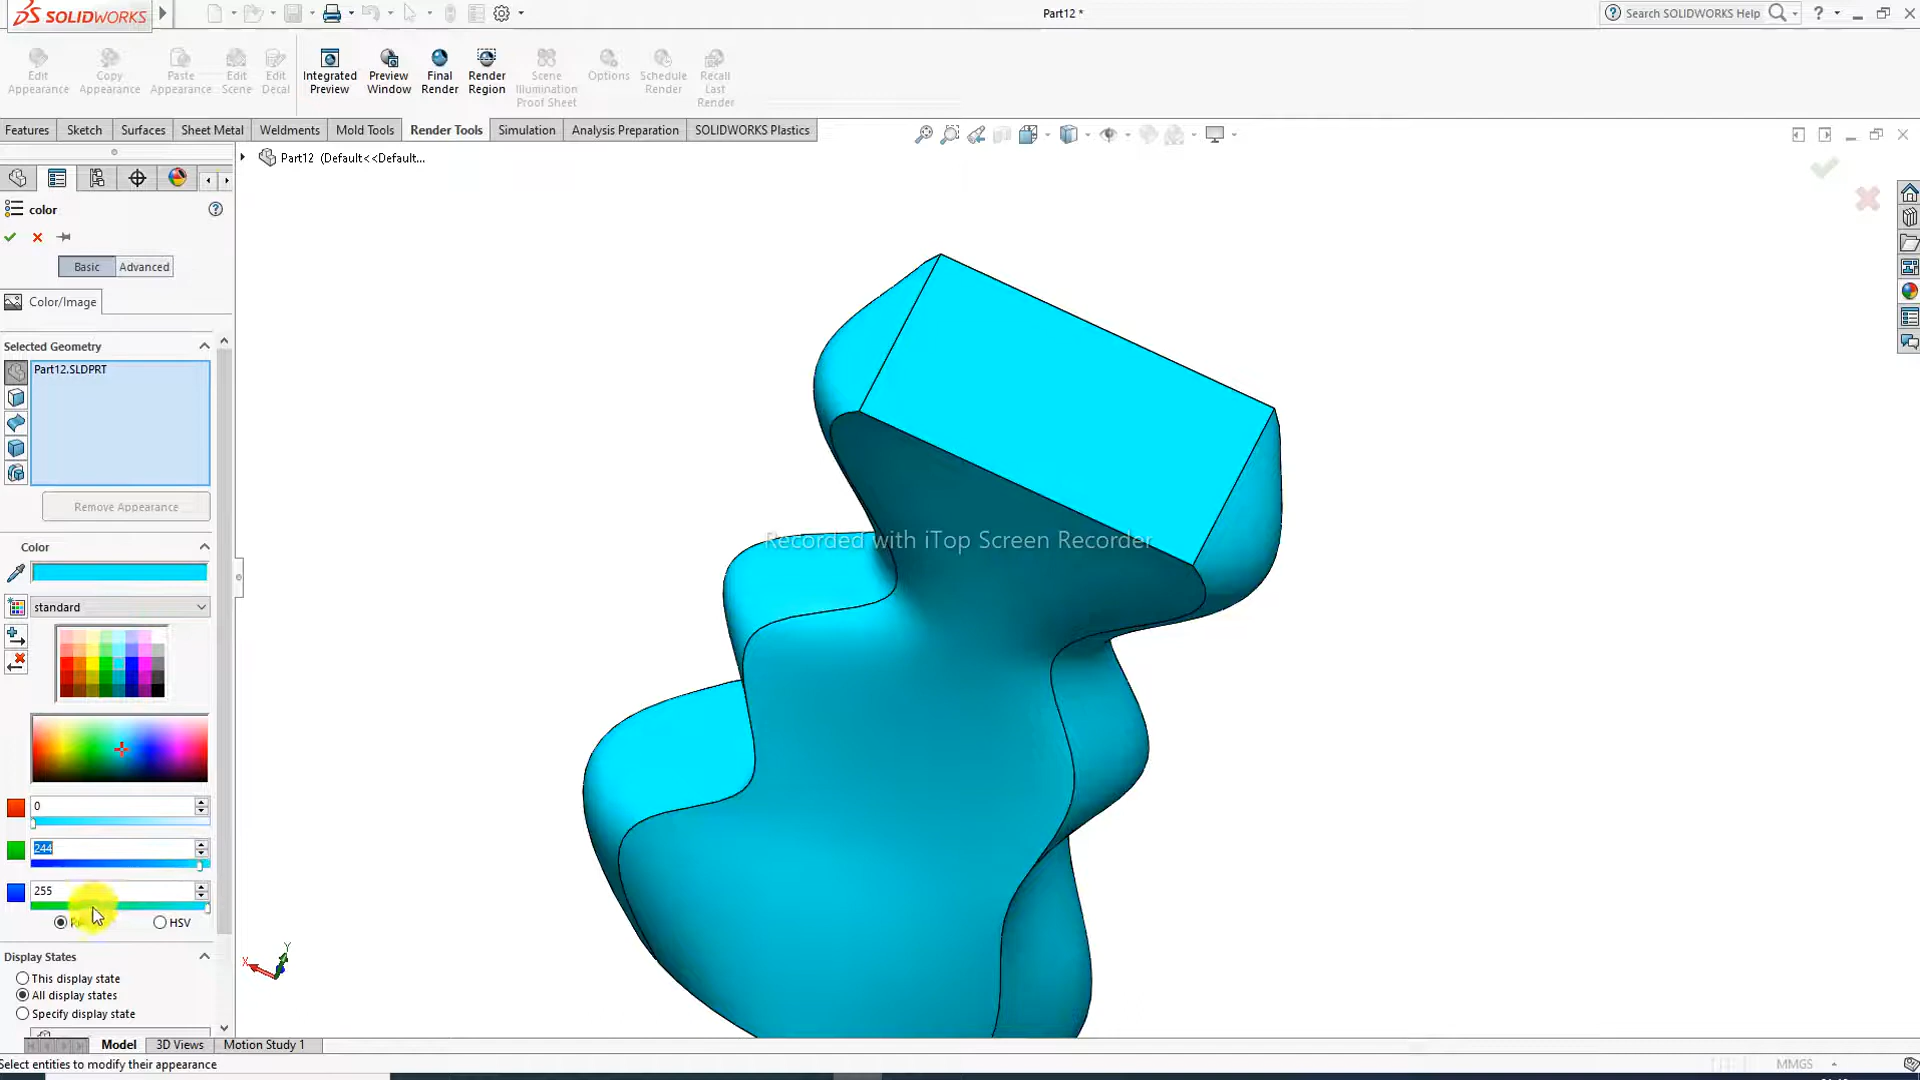 SOLIDWORKS
Part12 *
Search SOLIDWORKS Help
Edit Appearance
Copy Appearance
Paste Appearance
Edit Scene
Edit Decal
Integrated Preview
Preview Window
Final Render
Render Region
Scene Illumination Proof Sheet
Options
Schedule Render
Recall Last Render
Features
Sketch
Surfaces
Sheet Metal
Weldments
Mold Tools
Render Tools
Simulation
Analysis Preparation
SOLIDWORKS Plastics
Part12 (Default<<Default...
color
Basic
Advanced
Color/Image
Selected Geometry
Part12.SLDPRT
Remove Appearance
Recorded with iTop Screen Recorder
Color
standard
0
244
255
HSV
Display States
This display state
All display states
Specify display state
Y
X
Model
3D Views
Motion Study 1
Select entities to modify their appearance
MMGS